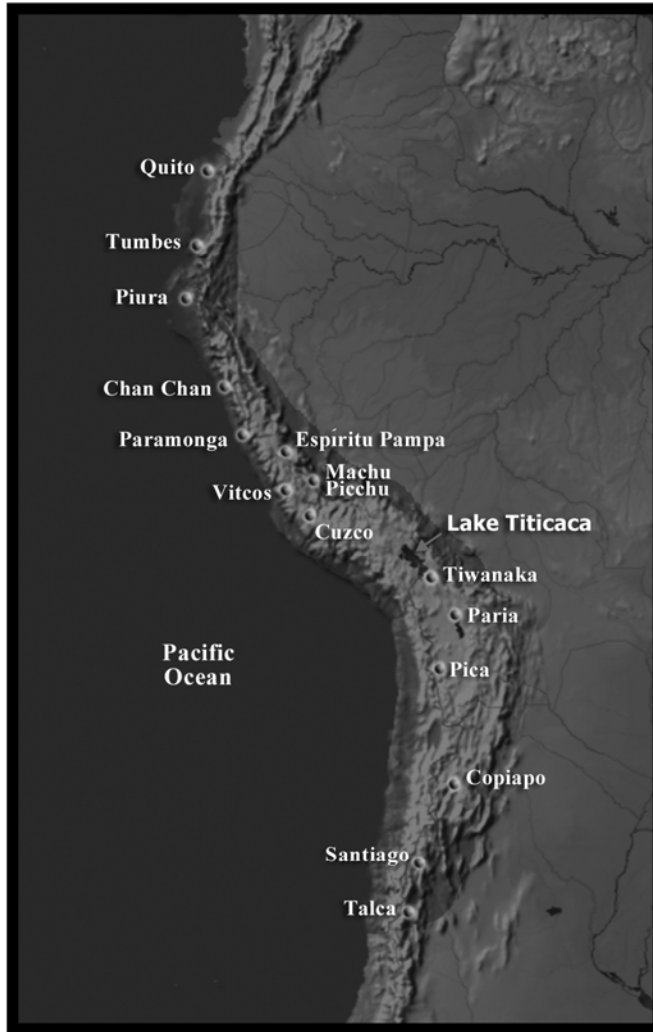 Quito
Tumbes
Piura
Chan Chan
Paramonga
Espíritu Pampa
Machu
Picchu
Vitcos
Cuzco
Lake Titicaca
Tiwanaka
Paria
Pacific
Ocean
Pica
Copiapo
Santiago
Talca